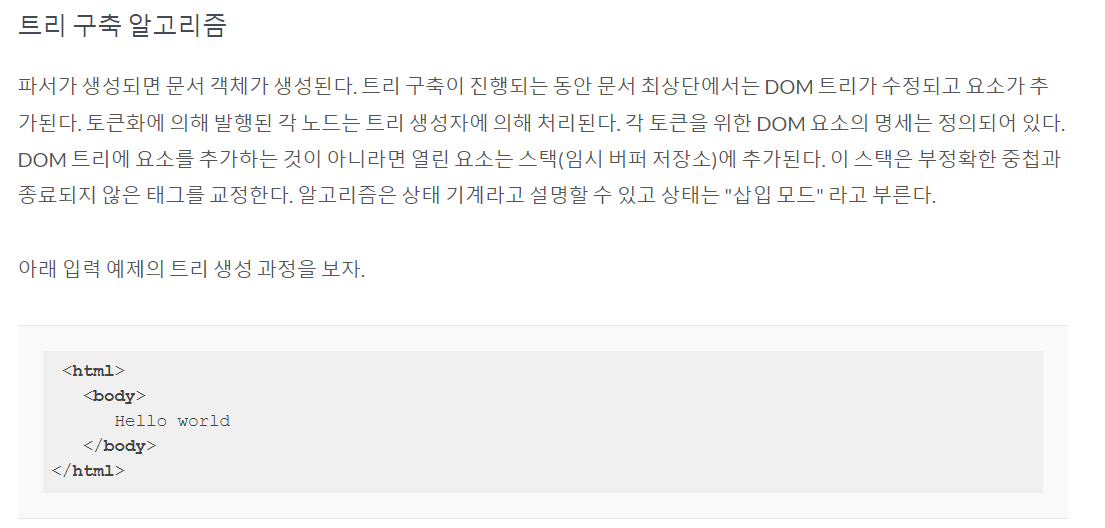 트리 구축 알고리즘
파서가 생성되면 문서 객체가 생성된다. 트리 구축이 진행되는 동안 문서 최상단에서는 DOM 트리가 수정되고 요소가 추
가된다. 토큰화에 의해 발행된 각 노드는 트리 생성자에 의해 처리된다. 각 토큰을 위한 DOM 요소의 명세는 정의되어 있다.
DOM 트리에 요소를 추가하는 것이 아니라면 열린 요소는 스택(임시 버퍼 저장소)에 추가된다. 이 스택은 부정확한 중첩과
종료되지 않은 태그를 교정한다. 알고리즘은 상태 기계라고 설명할 수 있고 상태는 "삽입 모드" 라고 부른다.
아래 입력 예제의 트리 생성 과정을 보자.
<html>
<body>
Hello world
</body>
</html>